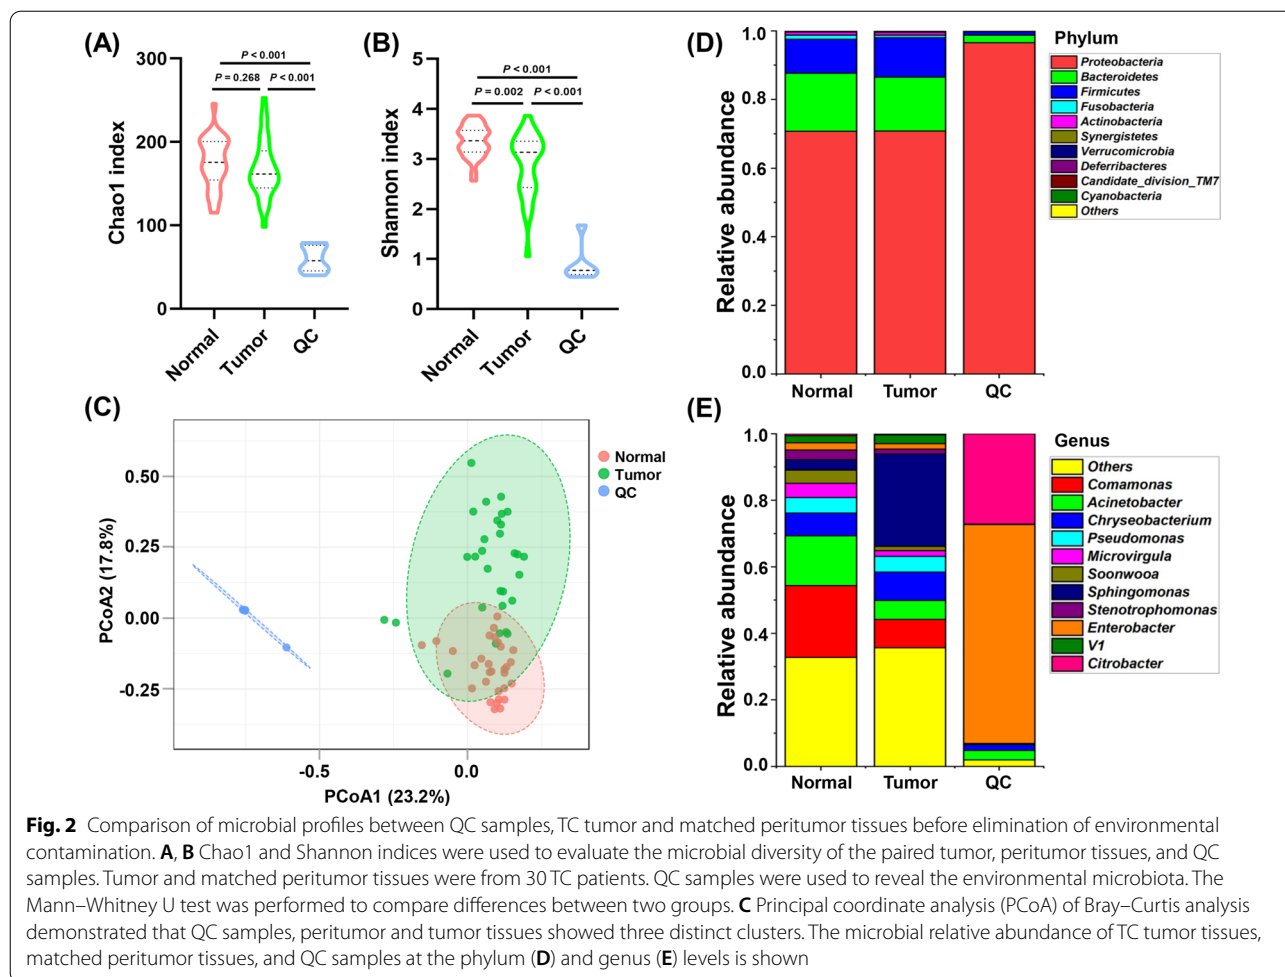 (A)
Chao1 index
300
200
100
0
P < 0.001
P = 0.268
P < 0.001
Normal
Tumor
QC
(B)
Shannon index
5
4
3
2
1
0
P < 0.001
P = 0.002
P < 0.001
Normal
Tumor
QC
(C)
PCoA2 (17.8%)
0.50
0.25
0.00
-0.25
-0.5
0.0
PCoA1 (23.2%)
Normal
Tumor
QC
(D)
Relative abundance
1.0
0.8
0.6
0.4
0.2
0.0
Normal
Tumor
QC
Phylum
Proteobacteria
Bacteroidetes
Firmicutes
Fusobacteria
Actinobacteria
Synergistetes
Verrucomicrobia
Deferribacteres
Candidate_division_TM7
Cyanobacteria
Others
(E)
Relative abundance
1.0
0.8
0.6
0.4
0.2
0.0
Normal
Tumor
QC
Genus
Others
Comamonas
Acinetobacter
Chryseobacterium
Pseudomonas
Microvirgula
Soonwooa
Sphingomonas
Stenotrophomonas
Enterobacter
V1
Citrobacter
Fig. 2 Comparison of microbial profiles between QC samples, TC tumor and matched peritumor tissues before elimination of environmental
contamination. A, B Chao1 and Shannon indices were used to evaluate the microbial diversity of the paired tumor, peritumor tissues, and QC
samples. Tumor and matched peritumor tissues were from 30 TC patients. QC samples were used to reveal the environmental microbiota. The
Mann–Whitney U test was performed to compare differences between two groups. C Principal coordinate analysis (PCoA) of Bray–Curtis analysis
demonstrated that QC samples, peritumor and tumor tissues showed three distinct clusters. The microbial relative abundance of TC tumor tissues,
matched peritumor tissues, and QC samples at the phylum (D) and genus (E) levels is shown